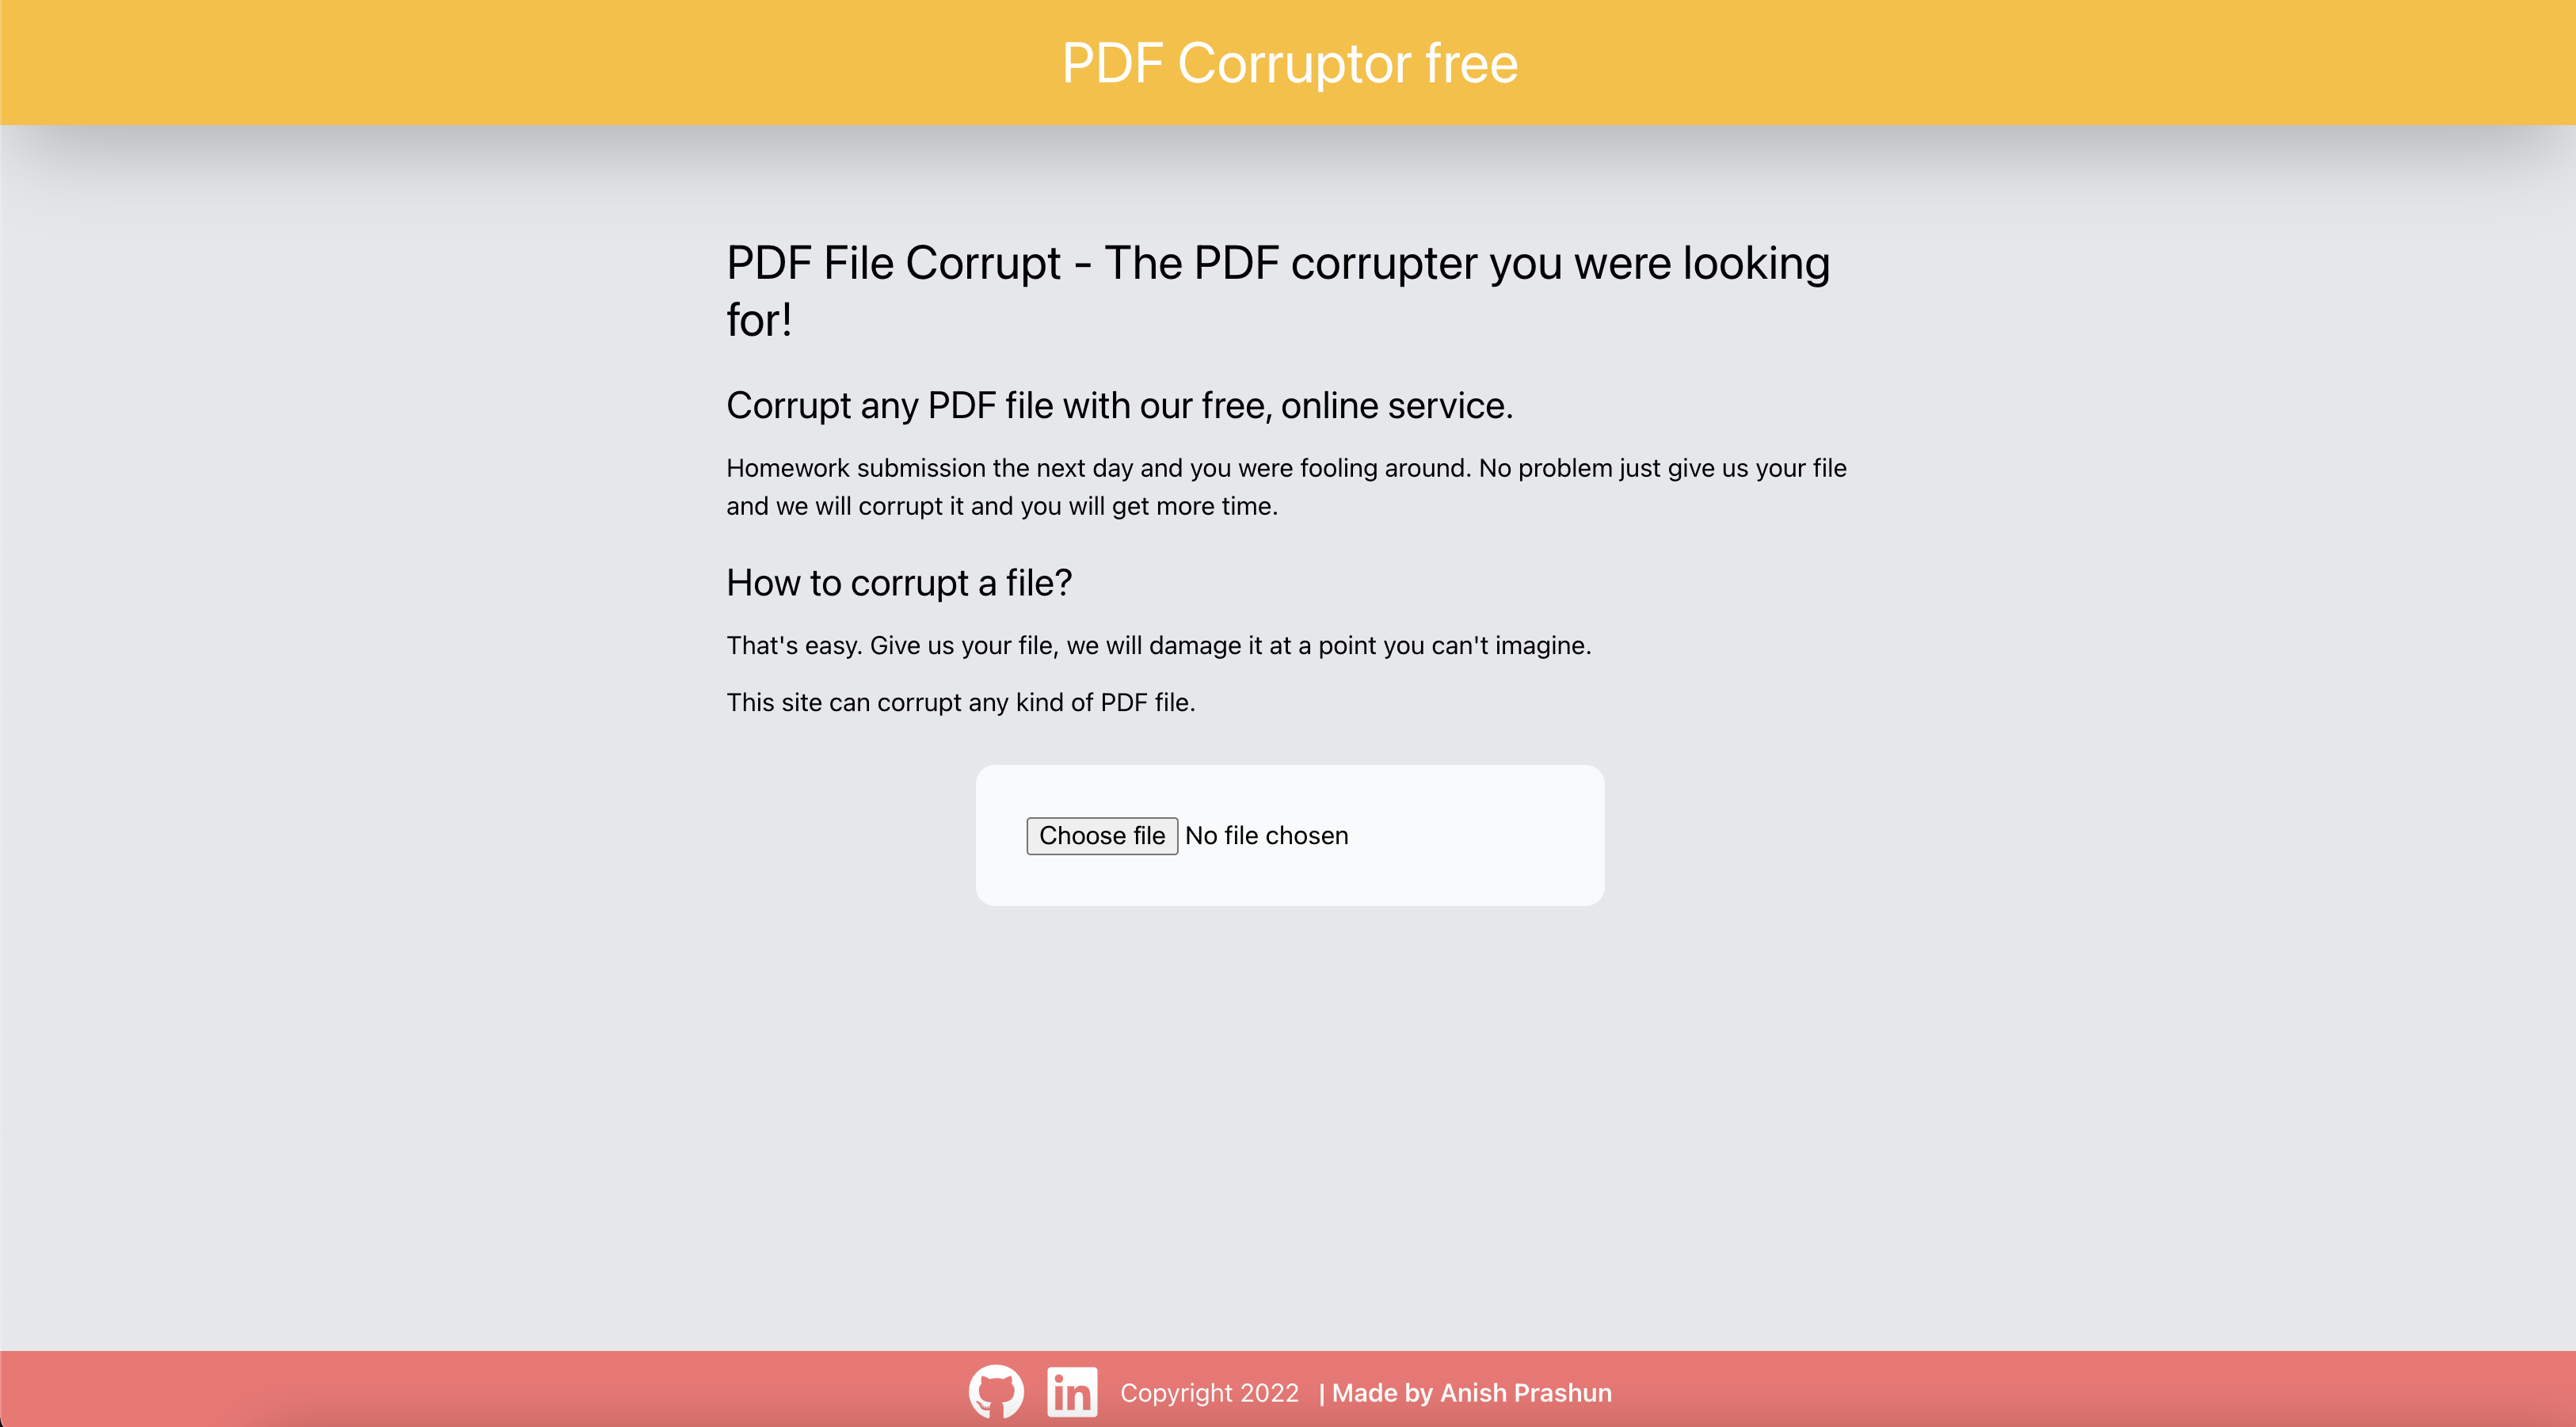 PDF Corruptor free
PDF File Corrupt - The PDF corrupter you were looking
for!
Corrupt any PDF file with our free, online service.
Homework submission the next day and you were fooling around. No problem just give us your file
and we will corrupt it and you will get more time.
How to corrupt a file?
That's easy. Give us your file, we will damage it at a point you can't imagine.
This site can corrupt any kind of PDF file.
Choose file No file chosen
in Copyright 2022 | Made by Anish Prashun